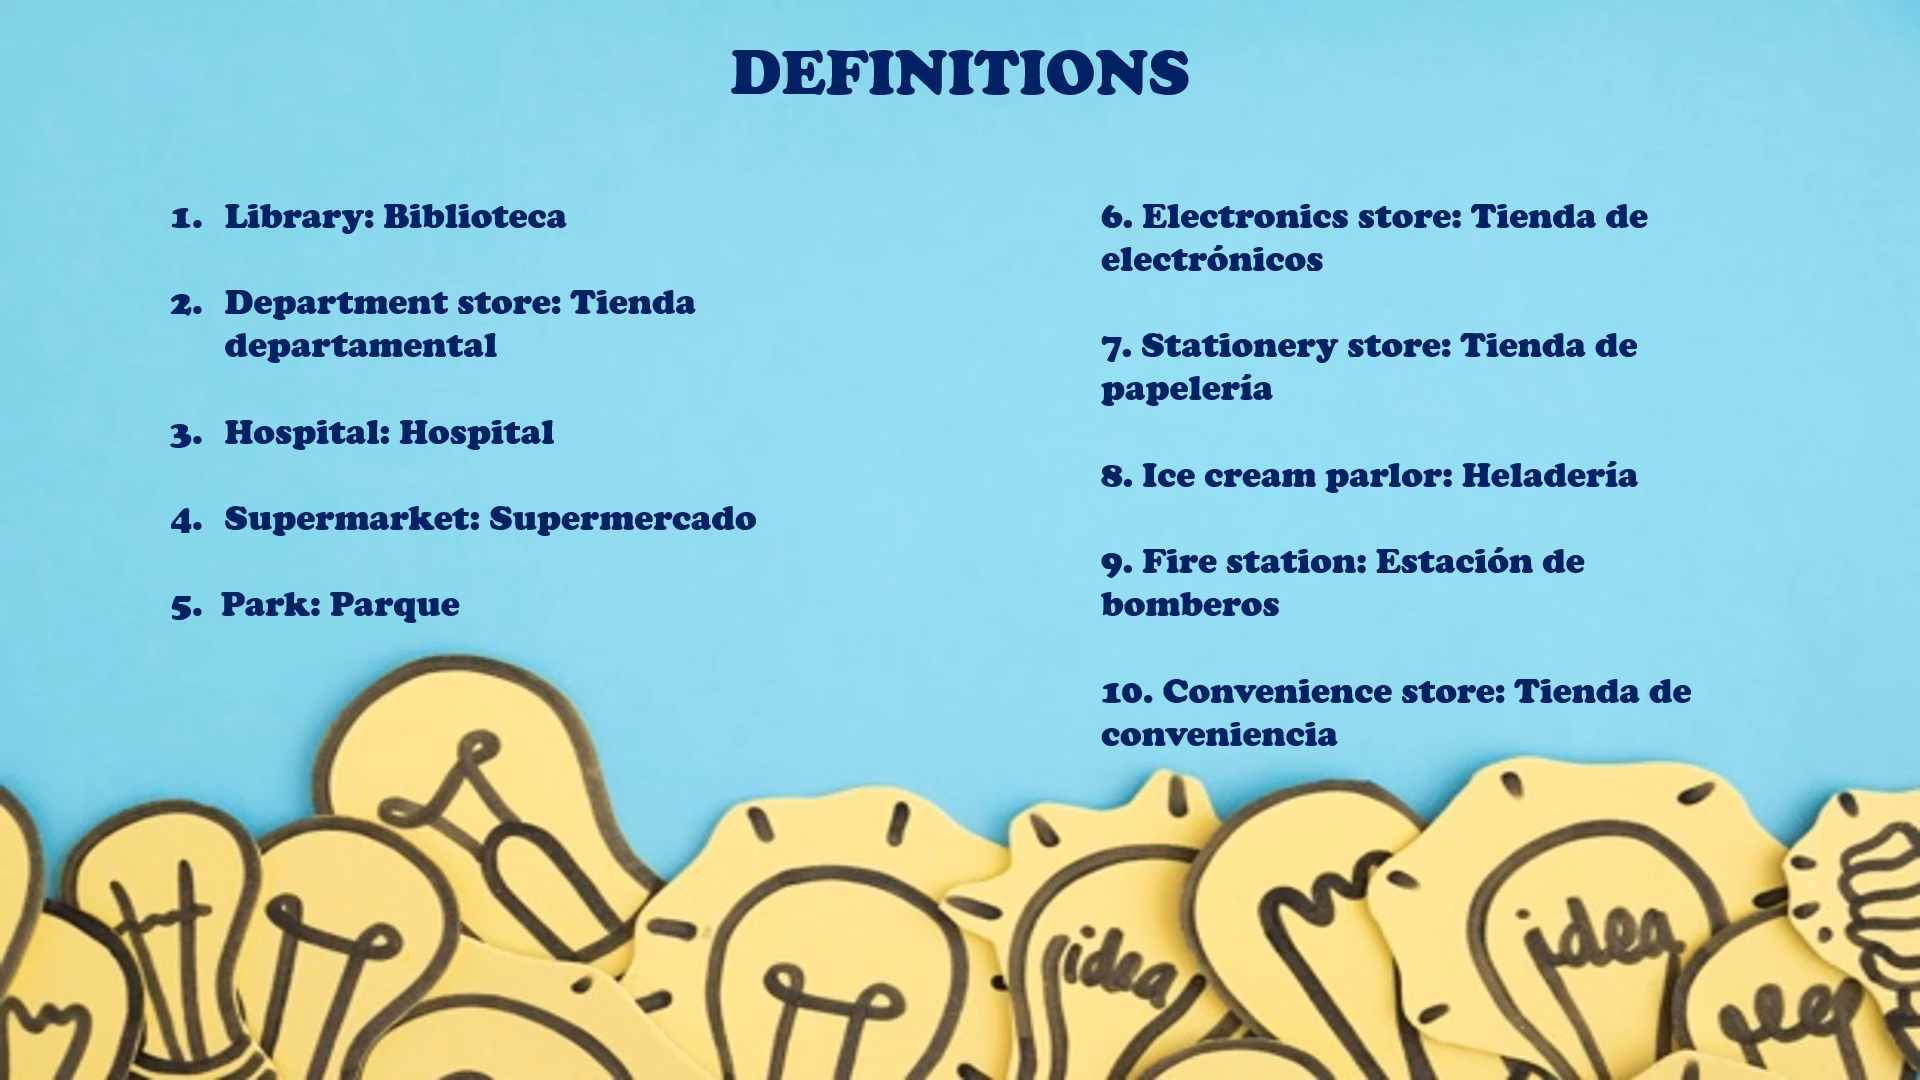 DEFINITIONS
1. Library: Biblioteca
2. Department store: Tienda
departamental
3. Hospital: Hospital
4. Supermarket: Supermercado
5. Park: Parque
6. Electronics store: Tienda de
electrónicos
7. Stationery store: Tienda de
papelería
8. Ice cream parlor: Heladería
9. Fire station: Estación de
bomberos
10. Convenience store: Tienda de
conveniencia
idea
idea